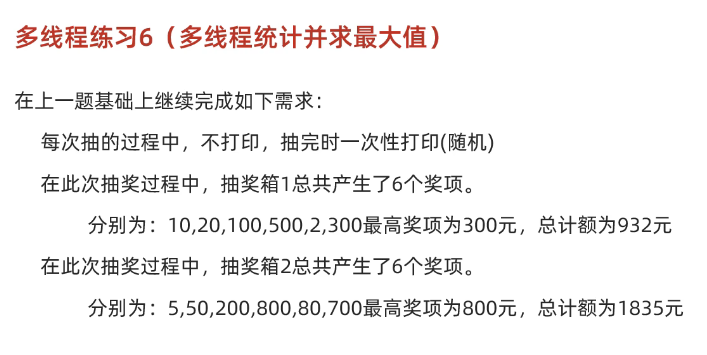 多线程练习6（多线程统计并求最大值）
在上一题基础上继续完成如下需求：
每次抽的过程中，不打印，抽完时一次性打印(随机)
在此次抽奖过程中，抽奖箱1总共产生了6个奖项。
分别为：10,20,100,500,2,300最高奖项为300元，总计额为932元
在此次抽奖过程中，抽奖箱2总共产生了6个奖项。
分别为：5,50,200,800,80,700最高奖项为800元，总计额为1835元